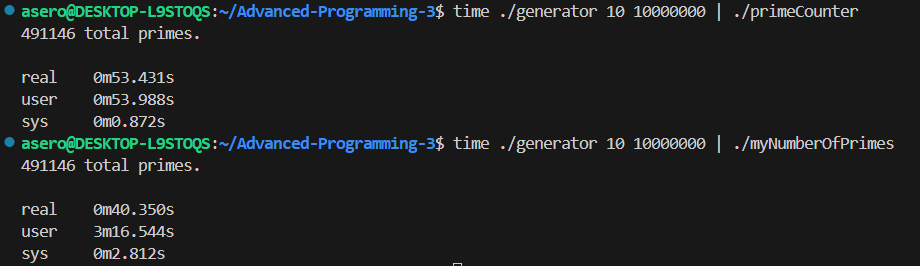 asero@DESKTOP-L9STOQS:~/Advanced-Programming-3$ time ./generator 10 10000000 | ./primeCounter
491146 total primes.
real 0m53.431s
user 0m53.988s
sys 0m0.872s
asero@DESKTOP-L9STOQS:~/Advanced-Programming-3$ time ./generator 10 10000000 | ./myNumberOfPrimes
491146 total primes.
real 0m40.350s
user 3m16.544s
sys 0m2.812s